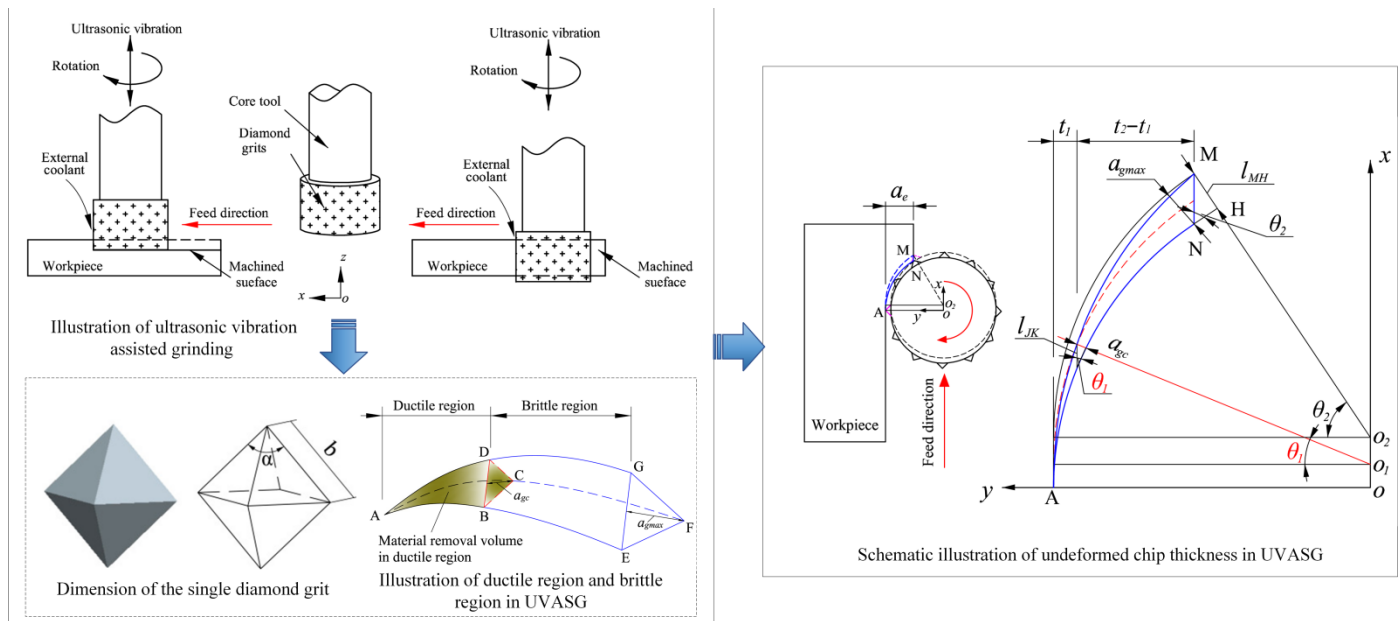 Ultrasonic vibration
Rotation
External
coolant
Feed direction
Workpiece
Machined
sueface
Core tool
Diamond
grits
z
x
o
Ultrasonic vibration
Rotation
External
coolant
Feed direction
Workpiece
Machined
sueface
Illustration of ultrasonic vibration
assisted grinding
α
b
Dimension of the single diamond grit
Ductile region
Brittle region
D
G
C
a_gc
A
B
a_gmax
F
E
Material removal volume
in ductile region
Illustration of ductile region and brittle
region in UVASG
a_e
M
N
x
A
o₂
y
o
Workpiece
Feed direction
t₁
t₂−t₁
x
M
a_gmax
l_MH
H
N
θ₂
l_JK
a_gc
θ₁
θ₂
θ₁
o₂
o₁
y
A
o
Schematic illustration of undeformed chip thickness in UVASG